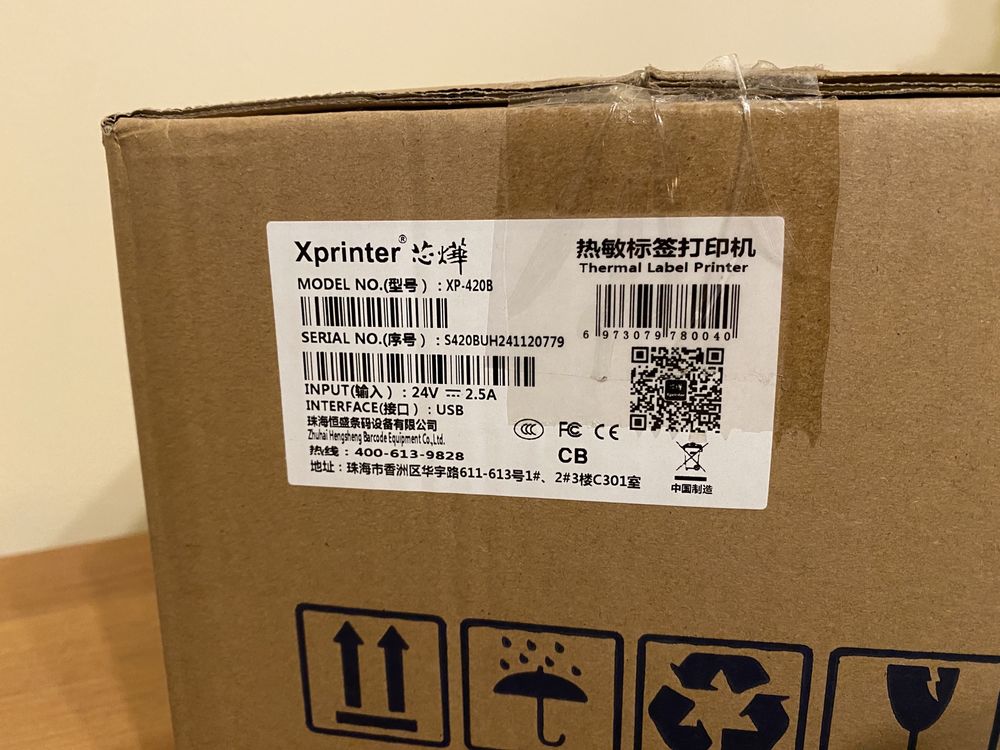 Xprinter® 芯烨
热敏标签打印机
Thermal Label Printer
MODEL NO.(型号) : XP-420B
6 973079 780040
SERIAL NO.(序号) : S420BUH241120779
INPUT(输入) : 24V ⎓ 2.5A
INTERFACE(接口) : USB
珠海恒盛条码设备有限公司
Zhuhai Hengsheng Barcode Equipment Co.,Ltd.
热线 : 400-613-9828
地址 : 珠海市香洲区华宇路611-613号1#、2#3楼C301室
CCC FC CE
CB
中国制造